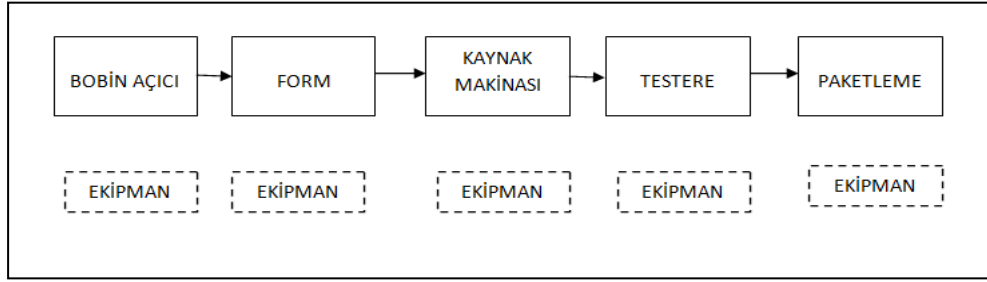 BOBİN AÇICI
FORM
KAYNAK
MAKİNASI
TESTERE
PAKETLEME
EKİPMAN
EKİPMAN
EKİPMAN
EKİPMAN
EKİPMAN